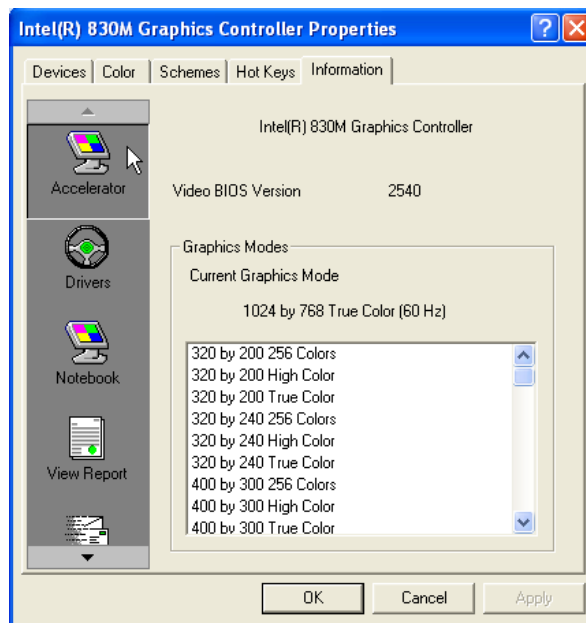 Intel(R) 830M Graphics Controller Properties
Devices Color Schemes Hot Keys Information
Accelerator
Drivers
Notebook
View Report
Intel(R) 830M Graphics Controller
Video BIOS Version 2540
Graphics Modes
Current Graphics Mode
1024 by 768 True Color (60 Hz)
320 by 200 256 Colors
320 by 200 High Color
320 by 200 True Color
320 by 240 256 Colors
320 by 240 High Color
320 by 240 True Color
400 by 300 256 Colors
400 by 300 High Color
400 by 300 True Color
OK Cancel Apply